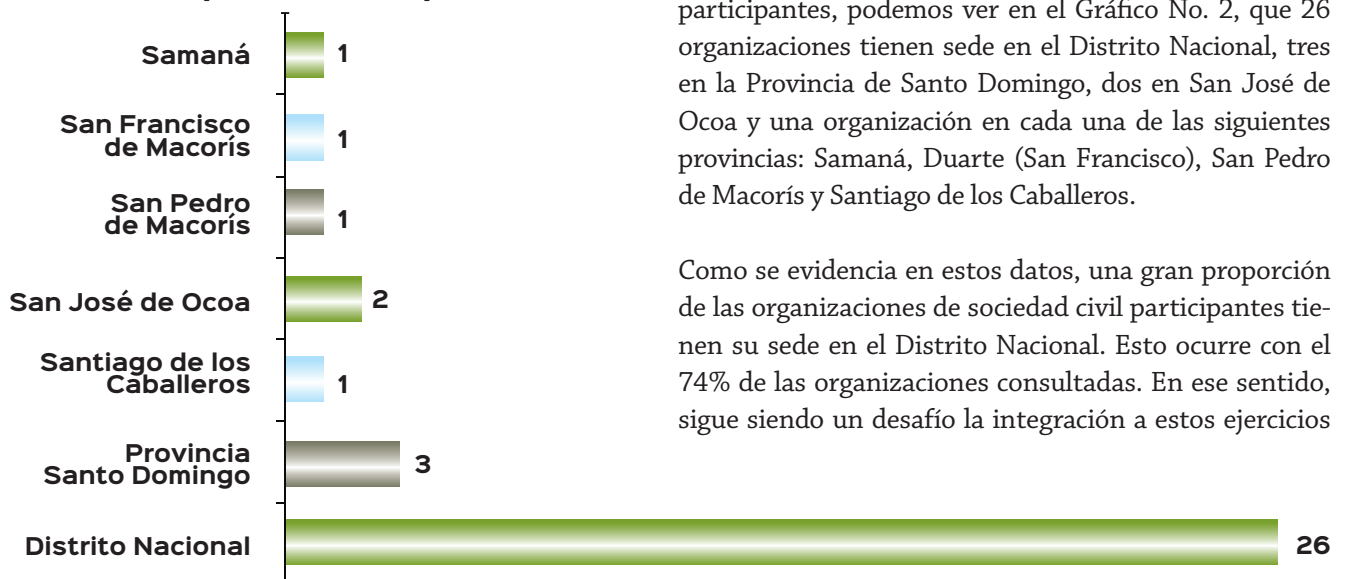 Samaná
1
San Francisco
de Macorís
1
San Pedro
de Macorís
1
San José de Ocoa
2
Santiago de los
Caballeros
1
Provincia
Santo Domingo
3
Distrito Nacional
26
participantes, podemos ver en el Gráfico No. 2, que 26
organizaciones tienen sede en el Distrito Nacional, tres
en la Provincia de Santo Domingo, dos en San José de
Ocoa y una organización en cada una de las siguientes
provincias: Samaná, Duarte (San Francisco), San Pedro
de Macorís y Santiago de los Caballeros.
Como se evidencia en estos datos, una gran proporción
de las organizaciones de sociedad civil participantes tie-
nen su sede en el Distrito Nacional. Esto ocurre con el
74% de las organizaciones consultadas. En ese sentido,
sigue siendo un desafío la integración a estos ejercicios